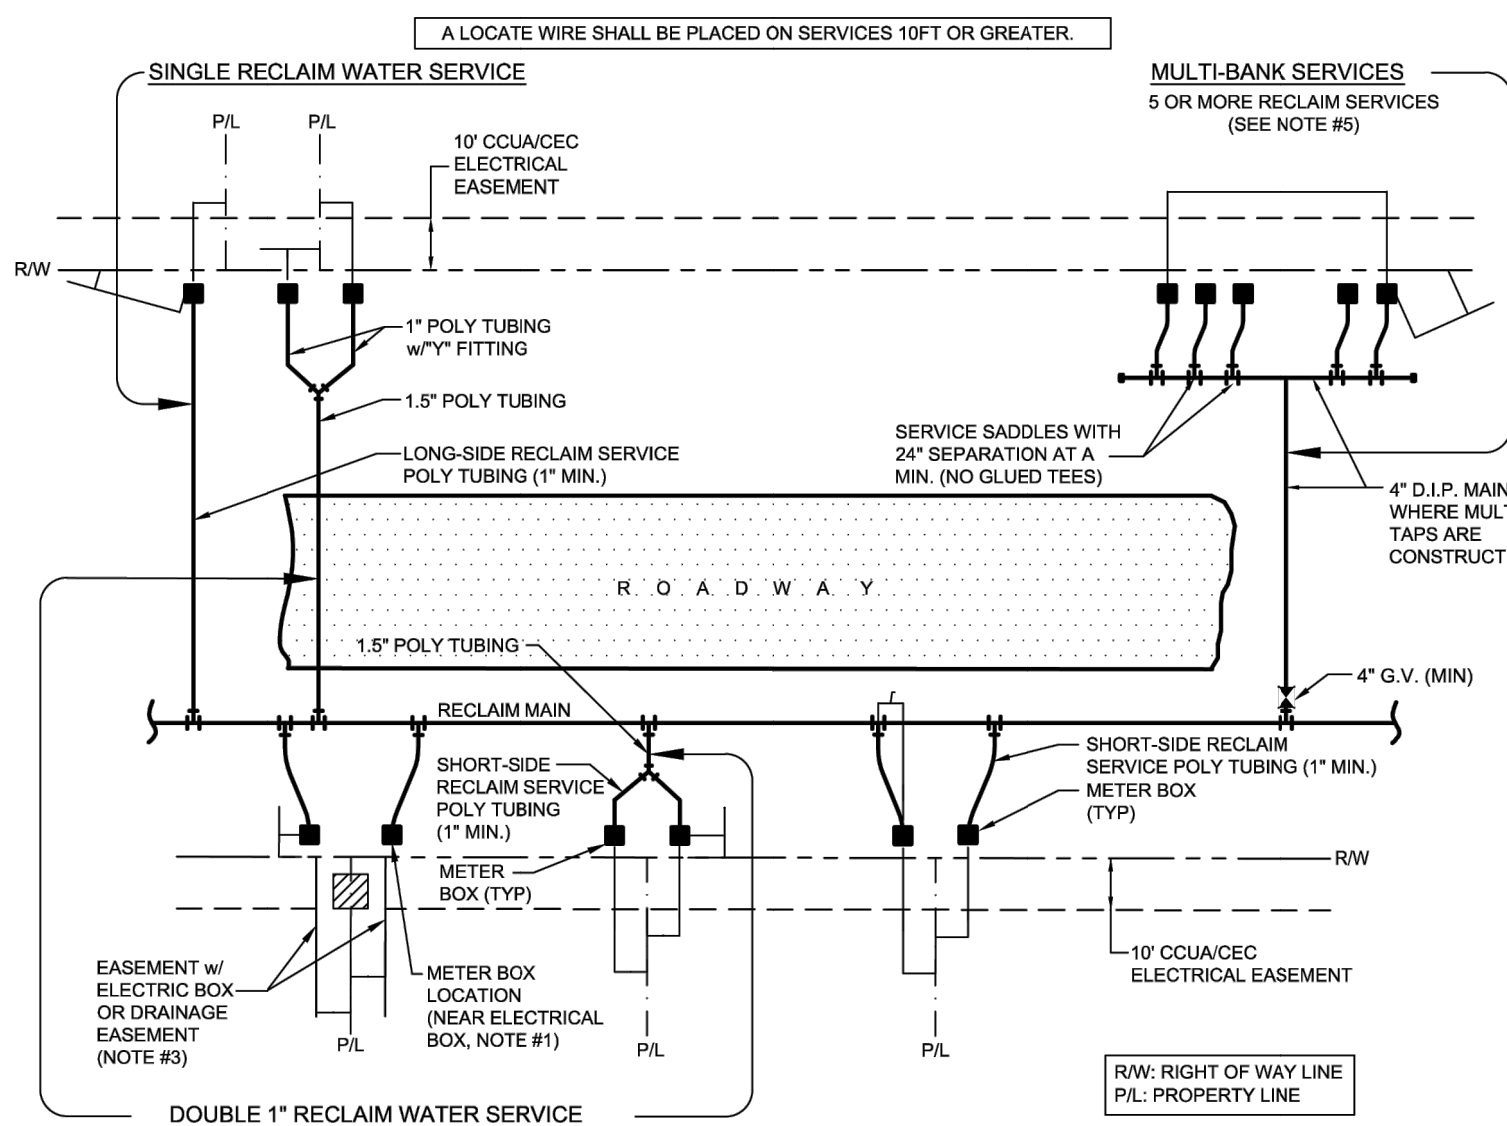 A LOCATE WIRE SHALL BE PLACED ON SERVICES 10FT OR GREATER.
SINGLE RECLAIM WATER SERVICE
MULTI-BANK SERVICES
5 OR MORE RECLAIM SERVICES
(SEE NOTE #5)
P/L
P/L
10' CCUA/CEC
ELECTRICAL
EASEMENT
R/W
1" POLY TUBING
w/"Y" FITTING
1.5" POLY TUBING
LONG-SIDE RECLAIM SERVICE
POLY TUBING (1" MIN.)
SERVICE SADDLES WITH
24" SEPARATION AT A
MIN. (NO GLUED TEES)
4" D.I.P. MAIN
WHERE MULT
TAPS ARE
CONSTRUCT
ROADWAY
1.5" POLY TUBING
4" G.V. (MIN)
RECLAIM MAIN
SHORT-SIDE
RECLAIM SERVICE
POLY TUBING
(1" MIN.)
SHORT-SIDE RECLAIM
SERVICE POLY TUBING (1" MIN.)
METER BOX
(TYP)
METER
BOX (TYP)
R/W
EASEMENT w/
ELECTRIC BOX
OR DRAINAGE
EASEMENT
(NOTE #3)
P/L
METER BOX
LOCATION
(NEAR ELECTRICAL
BOX, NOTE #1)
P/L
P/L
10' CCUA/CEC
ELECTRICAL EASEMENT
R/W: RIGHT OF WAY LINE
P/L: PROPERTY LINE
DOUBLE 1" RECLAIM WATER SERVICE